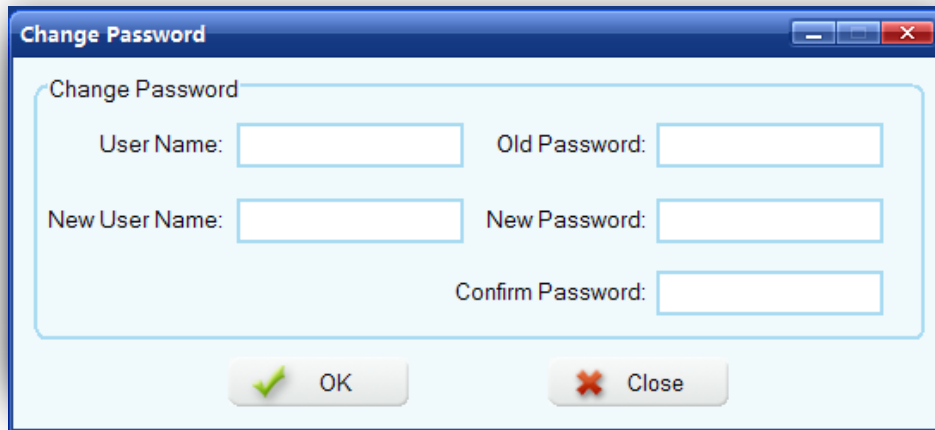 Change Password
Change Password
User Name: Old Password:
New User Name: New Password:
Confirm Password:
OK Close